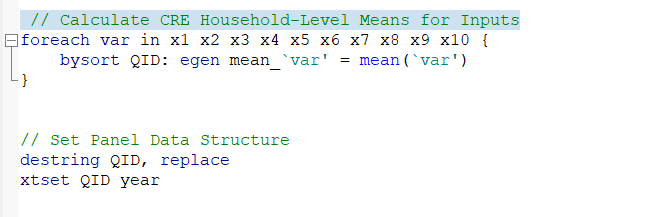 // Calculate CRE Household-Level Means for Inputs
foreach var in x1 x2 x3 x4 x5 x6 x7 x8 x9 x10 {
    bysort QID: egen mean_`var' = mean(`var')
}
// Set Panel Data Structure
destring QID, replace
xtset QID year